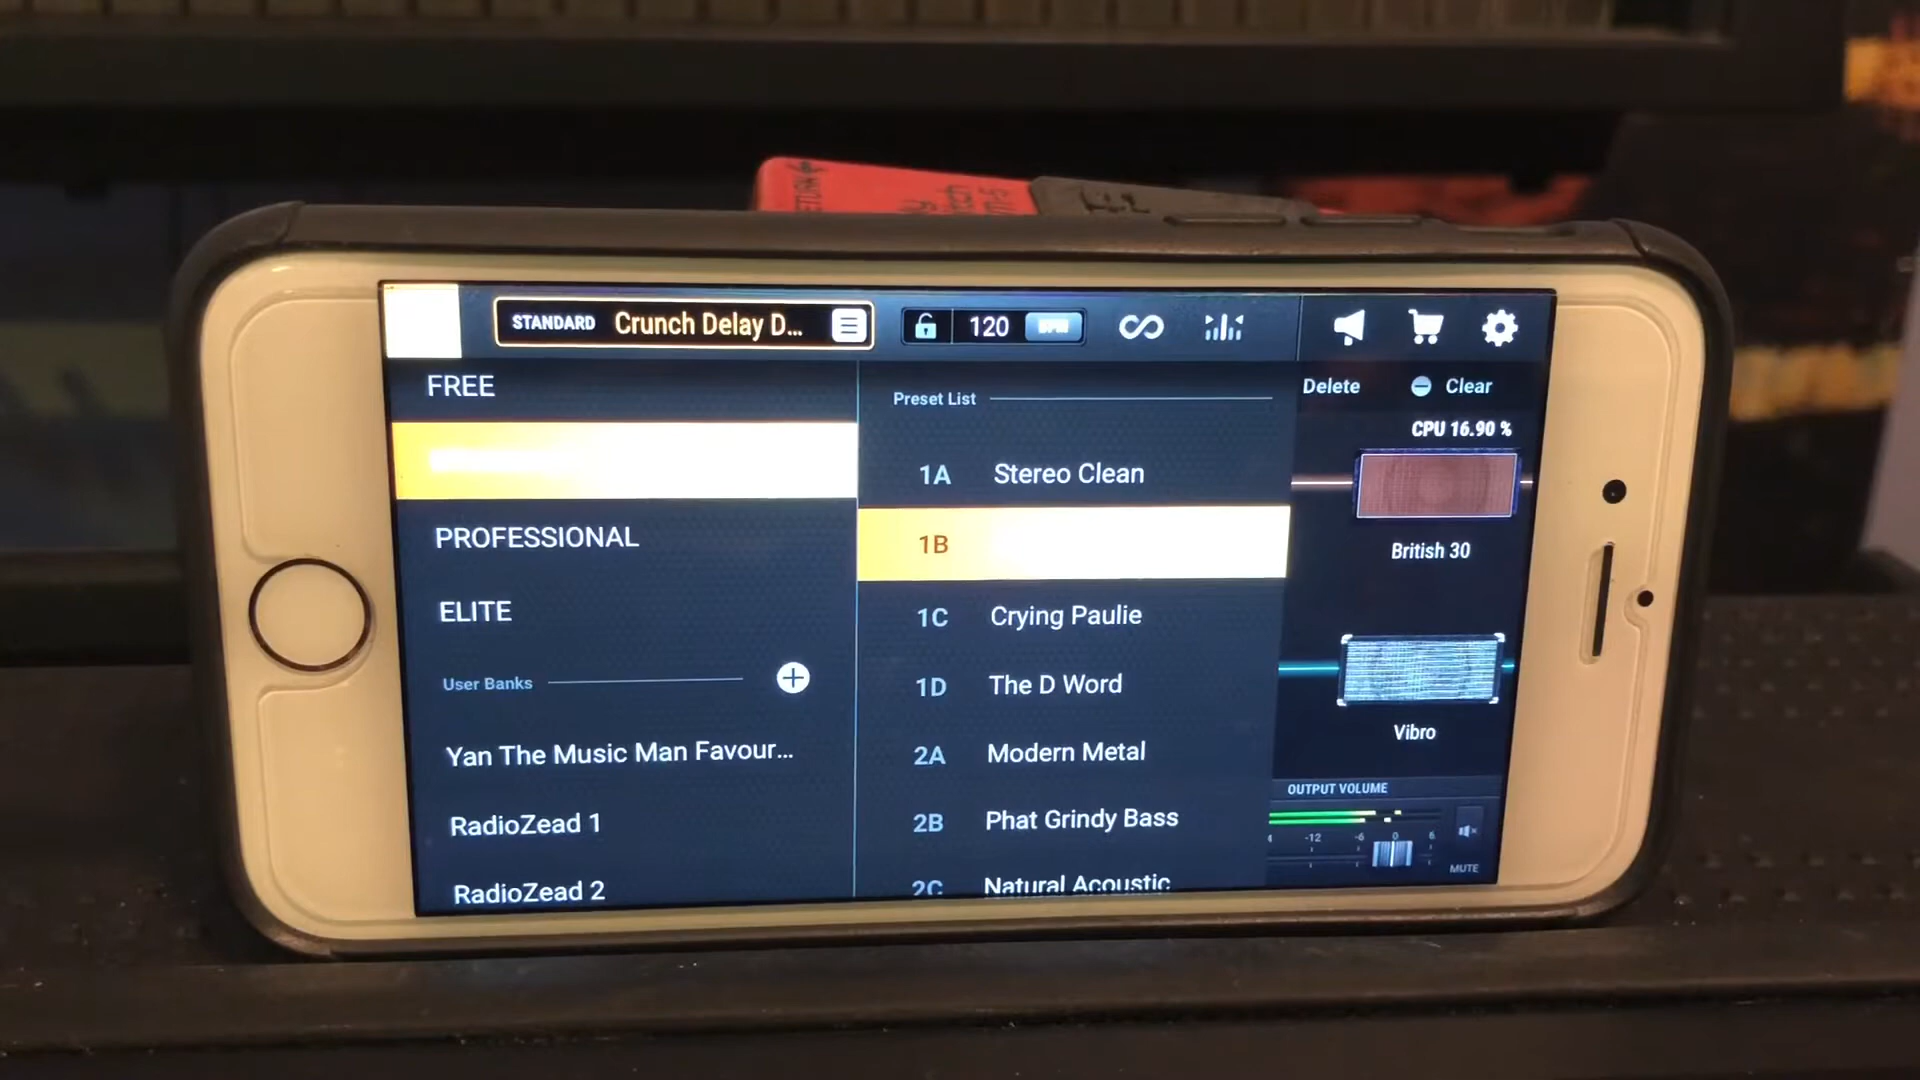 STANDARD Crunch Delay D... 120 BPM
FREE
PROFESSIONAL
ELITE
User Banks
Yan The Music Man Favour...
RadioZead 1
RadioZead 2
Preset List
1A Stereo Clean
1B
1C Crying Paulie
1D The D Word
2A Modern Metal
2B Phat Grindy Bass
2C Natural Acoustic
Delete Clear
CPU 16.90 %
British 30
Vibro
OUTPUT VOLUME
-12 -6 0 6
MUTE